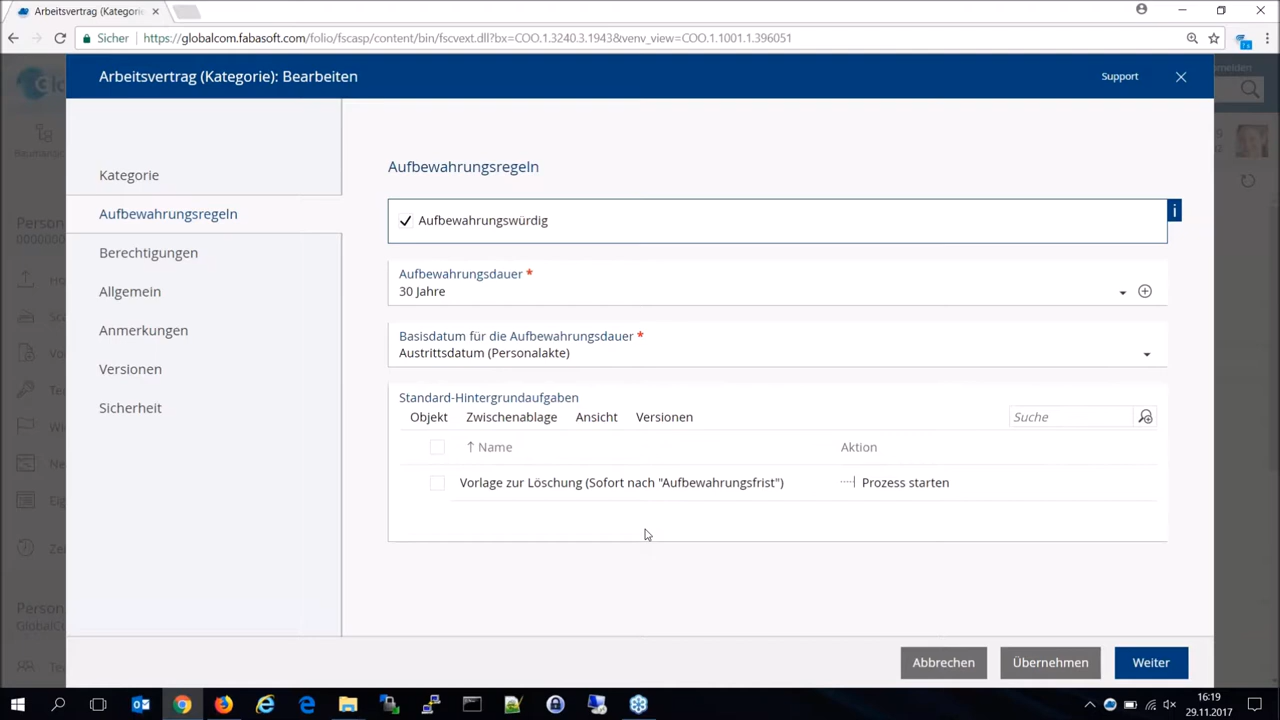 Arbeitsvertrag (Kategorie
Sicher
https://globalcom.fabasoft.com/folio/fscasp/content/bin/fscvext.dll?bx=COO.1.3240.3.1943&venv_view=COO.1.1001.1.396051
Arbeitsvertrag (Kategorie): Bearbeiten
Support
Kategorie
Aufbewahrungsregeln
Berechtigungen
Allgemein
Anmerkungen
Versionen
Sicherheit
Aufbewahrungsregeln
Aufbewahrungswürdig
i
Aufbewahrungsdauer *
30 Jahre
Basisdatum für die Aufbewahrungsdauer *
Austrittsdatum (Personalakte)
Standard-Hintergrundaufgaben
Objekt Zwischenablage Ansicht Versionen Suche
↑ Name Aktion
Vorlage zur Löschung (Sofort nach "Aufbewahrungsfrist") Prozess starten
Abbrechen Übernehmen Weiter
16:19
29.11.2017